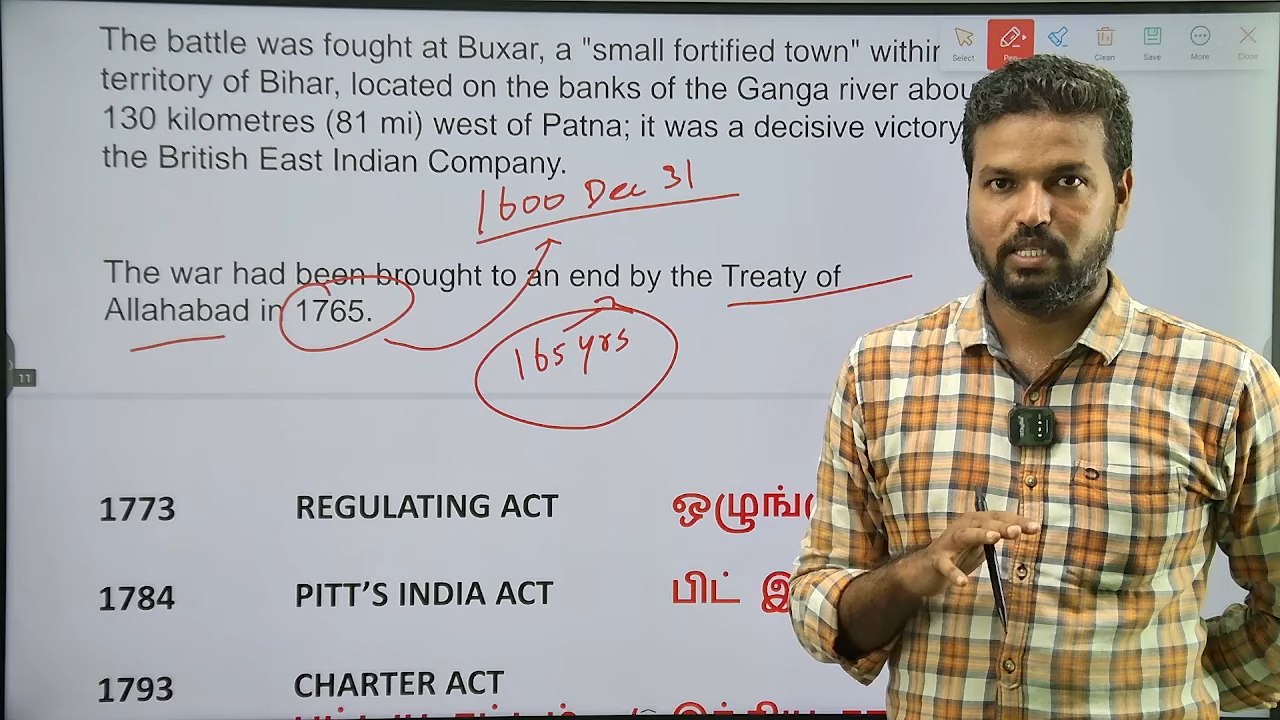 The battle was fought at Buxar, a "small fortified town" within
territory of Bihar, located on the banks of the Ganga river
130 kilometres (81 mi) west of Patna; it was a decisive victory
the British East Indian Company.
1600 Dec 31
The war had been brought to an end by the Treaty of
Allahabad in 1765.
165 yrs
11
1773 REGULATING ACT
1784 PITT'S INDIA ACT பிட்
1793 CHARTER ACT
Select
Pen
Clean
Save
More
Close